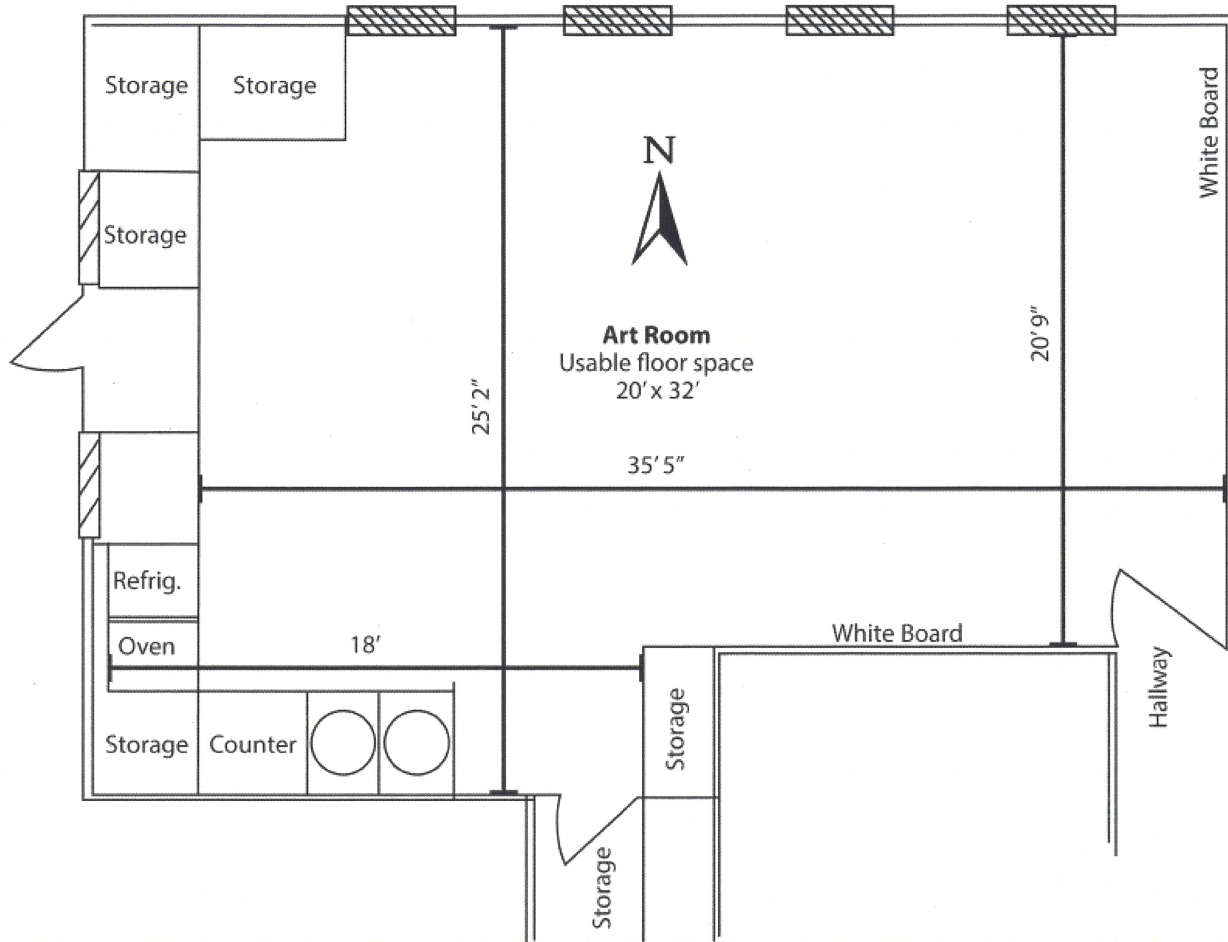 Storage
Storage
White Board
N
Storage
Art Room
Usable floor space
20' x 32'
20' 9"
25' 2"
35' 5"
Refrig.
Oven
18'
White Board
Hallway
Storage
Storage
Counter
Storage